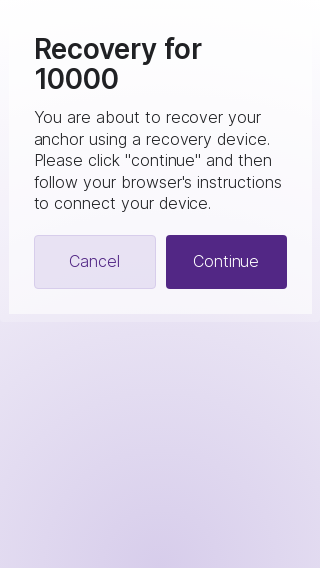 Recovery for
10000
You are about to recover your
anchor using a recovery device.
Please click "continue" and then
follow your browser's instructions
to connect your device.
Cancel
Continue